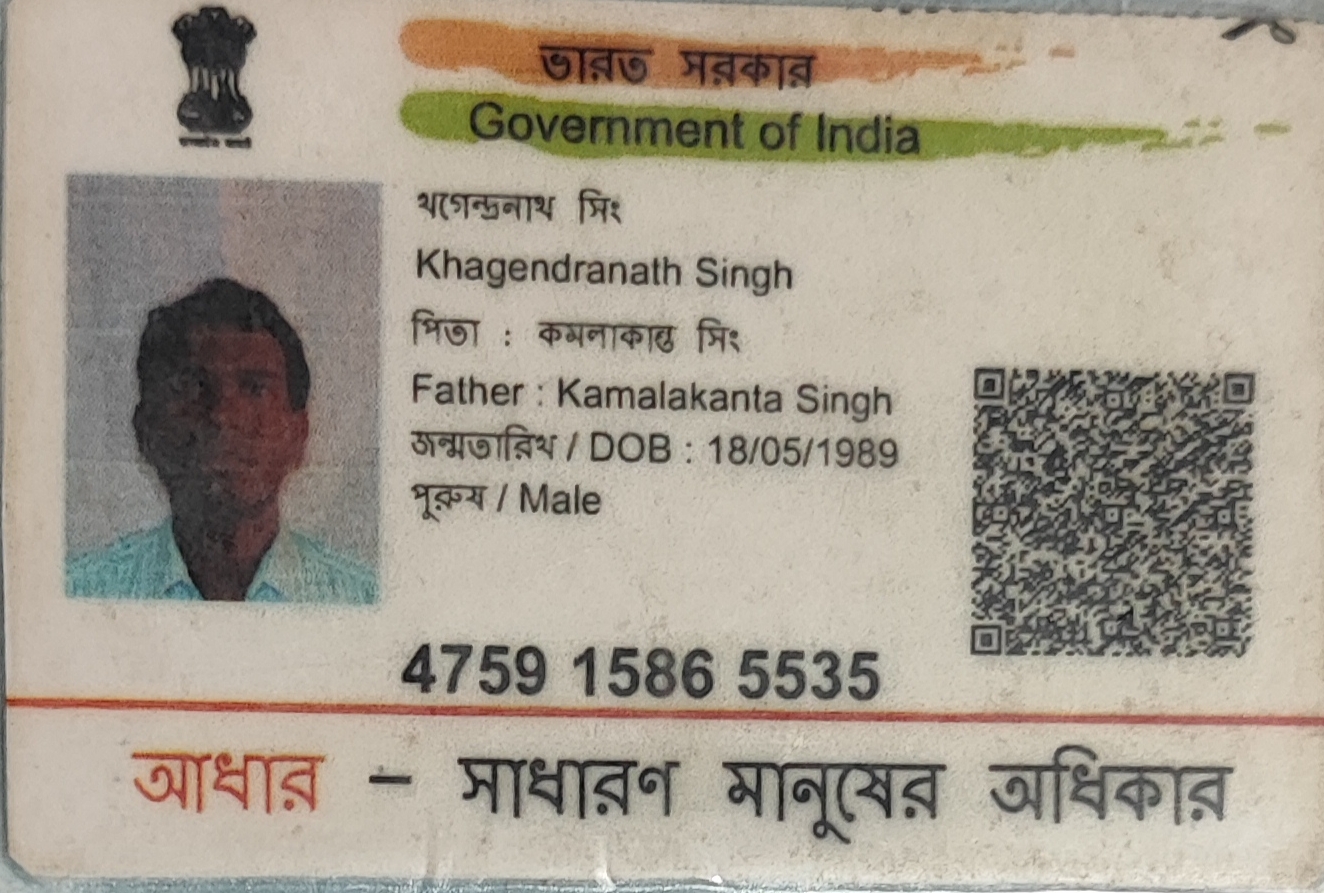 ভারত সরকার
Government of India
খগেন্দ্রনাথ সিং
Khagendranath Singh
পিতা : কমলাকান্ত সিং
Father : Kamalakanta Singh
জন্মতারিখ / DOB : 18/05/1989
পুরুষ / Male
4759 1586 5535
আধার – সাধারণ মানুষের অধিকার